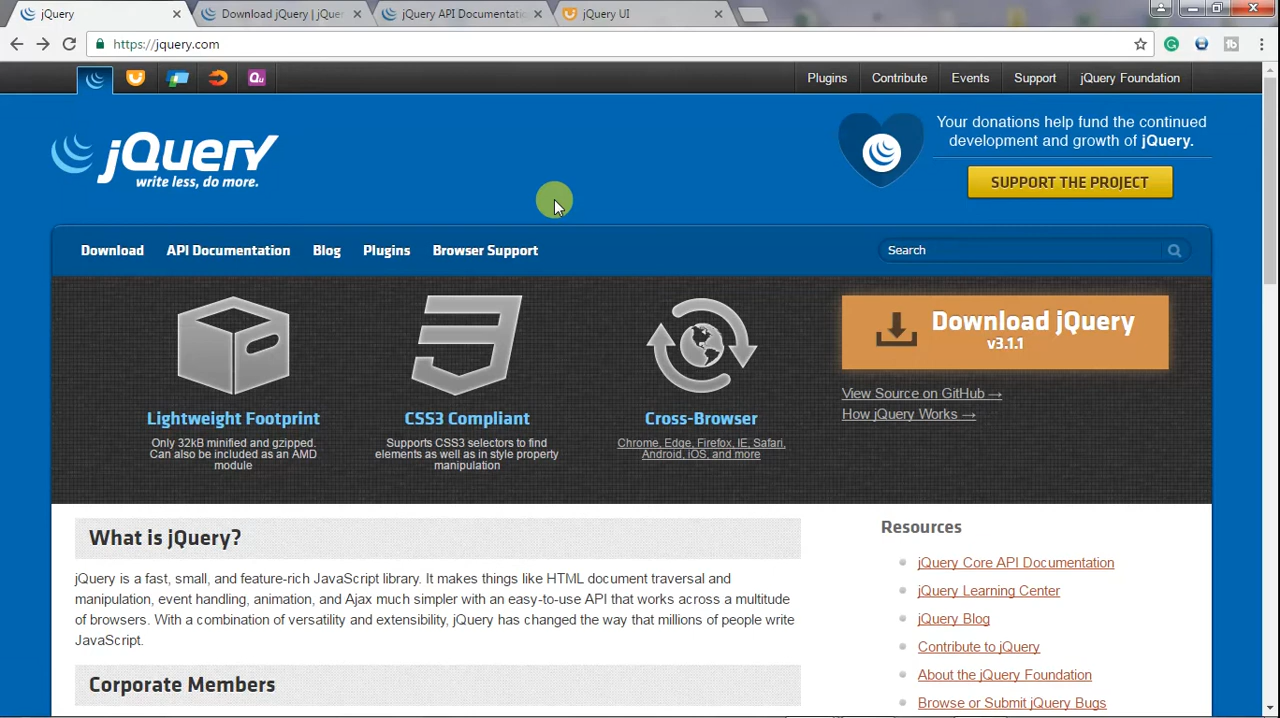 jQuery
Download jQuery | jQue
jQuery API Documentatio
jQuery UI
https://jquery.com
Plugins
Contribute
Events
Support
jQuery Foundation
Qu
jQuery
write less, do more.
Your donations help fund the continued
development and growth of jQuery.
SUPPORT THE PROJECT
Download
API Documentation
Blog
Plugins
Browser Support
Search
Lightweight Footprint
Only 32kB minified and gzipped.
Can also be included as an AMD
module
CSS3 Compliant
Supports CSS3 selectors to find
elements as well as in style property
manipulation
Cross-Browser
Chrome, Edge, Firefox, IE, Safari,
Android, iOS, and more
Download jQuery
v3.1.1
View Source on GitHub →
How jQuery Works →
What is jQuery?
jQuery is a fast, small, and feature-rich JavaScript library. It makes things like HTML document traversal and
manipulation, event handling, animation, and Ajax much simpler with an easy-to-use API that works across a multitude
of browsers. With a combination of versatility and extensibility, jQuery has changed the way that millions of people write
JavaScript.
Corporate Members
Resources
jQuery Core API Documentation
jQuery Learning Center
jQuery Blog
Contribute to jQuery
About the jQuery Foundation
Browse or Submit jQuery Bugs